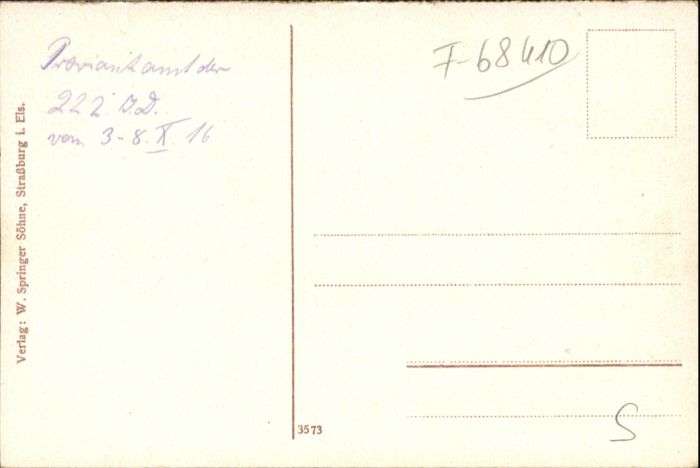 Proviantamt der
222 I.D.
vom 3-8. X. 16
F-68410
Verlag: W. Springer Söhne, Straßburg i. Els.
3573
S